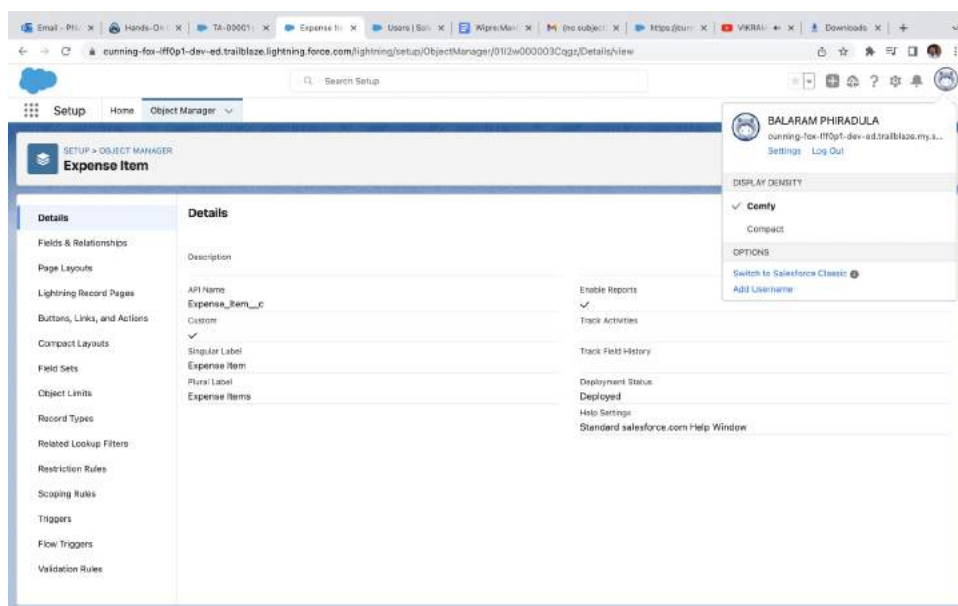 Email - PHI
Hands-On
TA-00001
Expense Ite
Users | Sal
(no subject
Downloads
cunning-fox-lff0p1-dev-ed.trailblaze.lightning.force.com/lightning/setup/ObjectManager/01I2w000003Cqgz/Details/view
Search Setup
Setup
Home
Object Manager
SETUP > OBJECT MANAGER
Expense Item
BALARAM PHIRADULA
cunning-fox-lff0p1-dev-ed.trailblaze.my.s...
Settings Log Out
DISPLAY DENSITY
Comfy
Compact
OPTIONS
Switch to Salesforce Classic
Add Username
Details
Fields & Relationships
Page Layouts
Lightning Record Pages
Buttons, Links, and Actions
Compact Layouts
Field Sets
Object Limits
Record Types
Related Lookup Filters
Restriction Rules
Scoping Rules
Triggers
Flow Triggers
Validation Rules
Details
Description
API Name
Expense_Item__c
Custom
Singular Label
Expense Item
Plural Label
Expense Items
Enable Reports
Track Activities
Track Field History
Deployment Status
Deployed
Help Settings
Standard salesforce.com Help Window